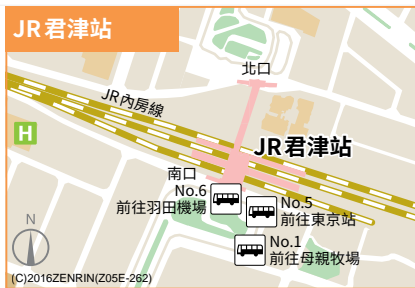 JR君津站
北口
JR內房線
H
JR君津站
南口
No.6
前往羽田機場
No.5
前往東京站
No.1
前往母親牧場
N
(C)2016ZENRIN(Z05E-262)